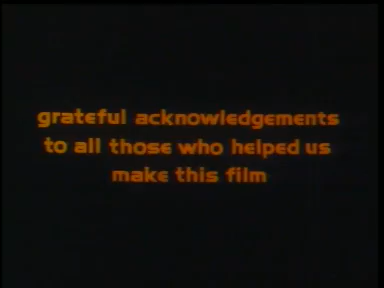 grateful acknowledgements
to all those who helped us
make this film